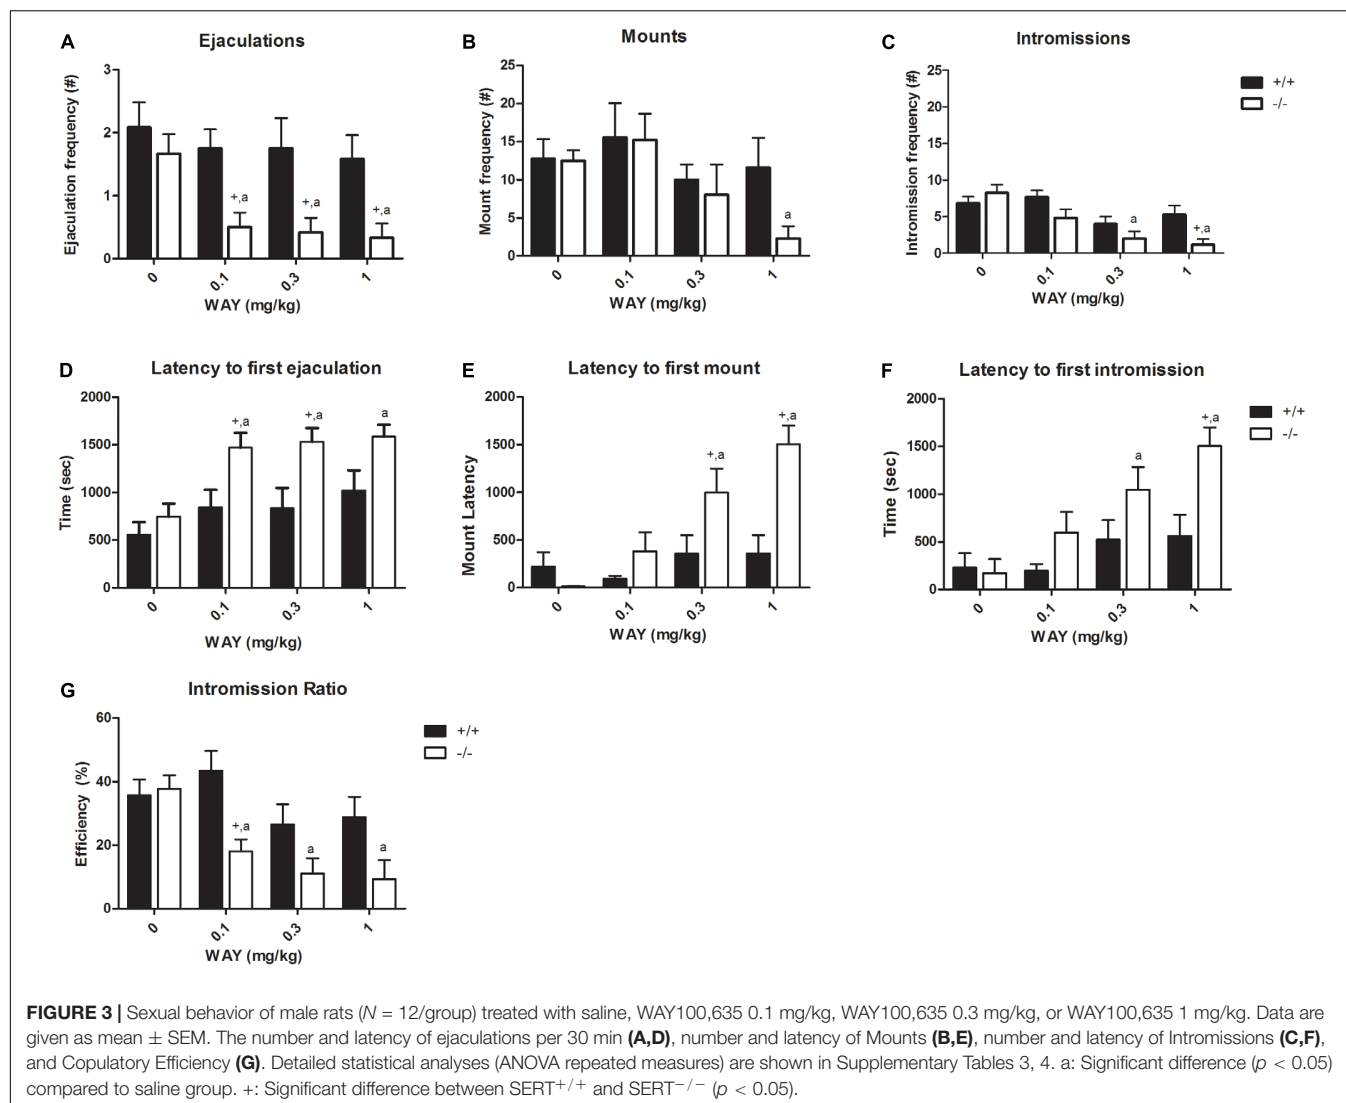 A
Ejaculations
Ejaculation frequency (#)
3
2
1
0
0
0.1
0.3
1
+,a
+,a
+,a
WAY (mg/kg)
B
Mounts
Mount frequency (#)
25
20
15
10
5
0
0
0.1
0.3
1
a
WAY (mg/kg)
C
Intromissions
Intromission frequency (#)
25
20
15
10
5
0
0
0.1
0.3
1
a
+,a
WAY (mg/kg)
+/+
-/-
D
Latency to first ejaculation
Time (sec)
2000
1500
1000
500
0
0
0.1
0.3
1
+,a
+,a
a
WAY (mg/kg)
E
Latency to first mount
Mount Latency
2000
1500
1000
500
0
0
0.1
0.3
1
+,a
+,a
WAY (mg/kg)
F
Latency to first intromission
Time (sec)
2000
1500
1000
500
0
0
0.1
0.3
1
a
+,a
WAY (mg/kg)
+/+
-/-
G
Intromission Ratio
Efficiency (%)
60
40
20
0
0
0.1
0.3
1
+,a
a
a
WAY (mg/kg)
+/+
-/-
FIGURE 3 | Sexual behavior of male rats (N = 12/group) treated with saline, WAY100,635 0.1 mg/kg, WAY100,635 0.3 mg/kg, or WAY100,635 1 mg/kg. Data are
given as mean ± SEM. The number and latency of ejaculations per 30 min (A,D), number and latency of Mounts (B,E), number and latency of Intromissions (C,F),
and Copulatory Efficiency (G). Detailed statistical analyses (ANOVA repeated measures) are shown in Supplementary Tables 3, 4. a: Significant difference (p < 0.05)
compared to saline group. +: Significant difference between SERT+/+ and SERT−/− (p < 0.05).